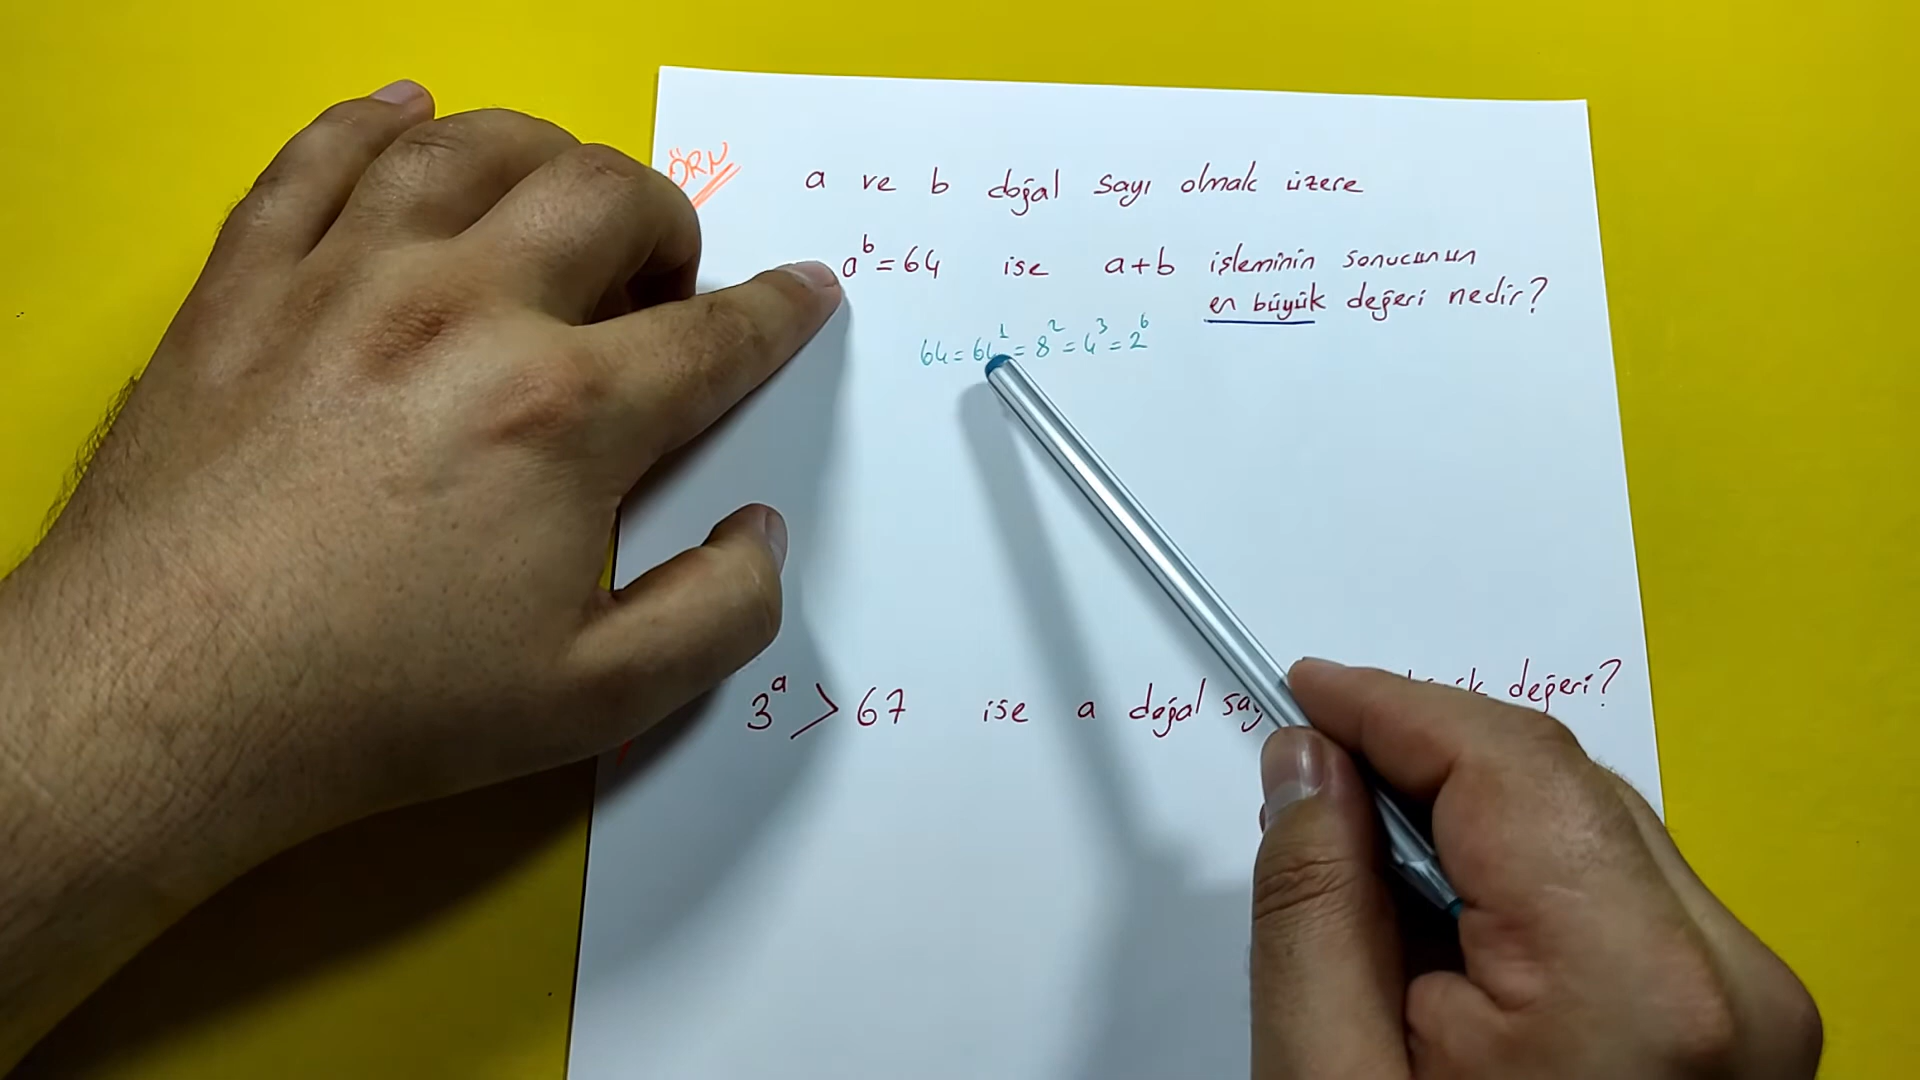 ÖRN
a ve b doğal sayı olmak üzere
a^b = 64 ise a+b işleminin sonucunun
en büyük değeri nedir?
64 = 64^1 = 8^2 = 4^3 = 2^6
3^a > 67 ise a doğal değeri?